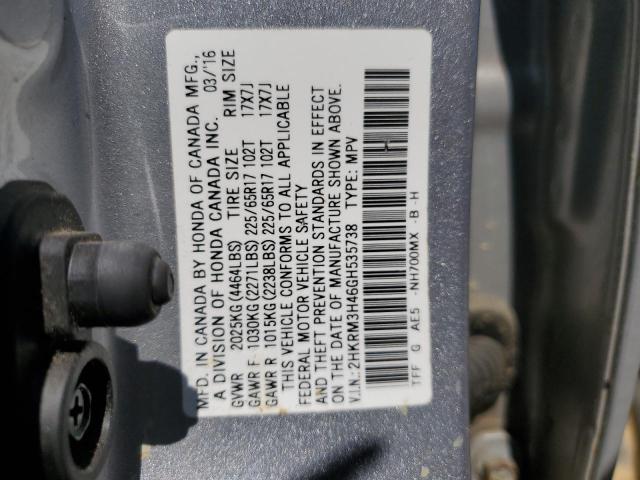 MFD. IN CANADA BY HONDA OF CANADA MFG.,
A DIVISION OF HONDA CANADA INC. 03/'16
GVWR 2025KG(4464LBS) TIRE SIZE RIM SIZE
GAWR F 1030KG(2271LBS) 225/65R17 102T 17X7J
GAWR R 1015KG(2238LBS) 225/65R17 102T 17X7J
THIS VEHICLE CONFORMS TO ALL APPLICABLE
FEDERAL MOTOR VEHICLE SAFETY
AND THEFT PREVENTION STANDARDS IN EFFECT
ON THE DATE OF MANUFACTURE SHOWN ABOVE.
V.I.N.: 2HKRM3H46GH535738 TYPE: MPV
TFF G AE5 -NH700MX -B -H
H